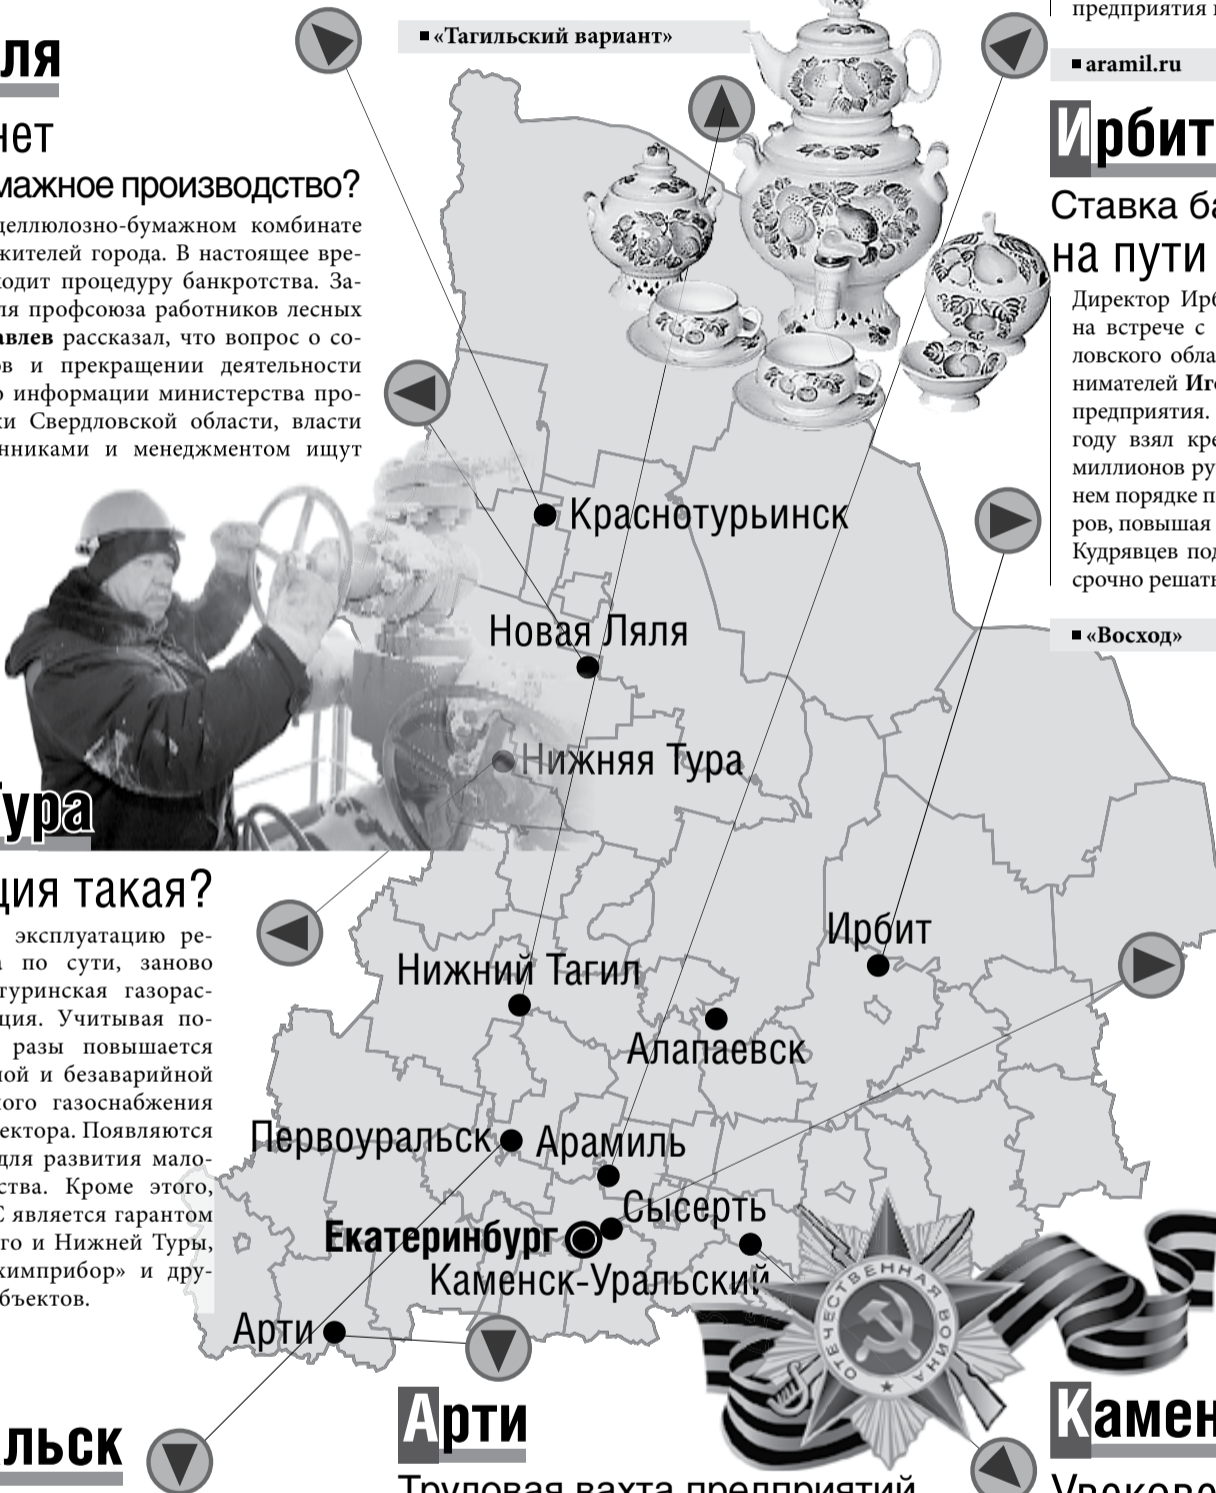 ля
нет
мажное производство?
целлюлозно-бумажном комбинате
жителей города. В настоящее вре-
ходит процедуру банкротства. За-
ля профсоюза работников лесных
авлев рассказал, что вопрос о со-
ов и прекращении деятельности
о информации министерства про-
ки Свердловской области, власти
нниками и менеджментом ищут
Тура
ция такая?
эксплуатацию ре-
а по сути, заново
туринская газорас-
ция. Учитывая по-
разы повышается
ной и безаварийной
ного газоснабжения
ектора. Появляются
для развития мало-
ства. Кроме этого,
С является гарантом
го и Нижней Туры,
химприбор» и дру-
бъектов.
льск
«Тагильский вариант»
Краснотурьинск
Новая Ляля
Нижняя Тура
Ирбит
Нижний Тагил
Алапаевск
Первоуральск
Арамиль
Сысерть
Екатеринбург
Каменск-Уральский
Арти
ОТЕЧЕСТВЕННАЯ ВОЙНА
Арти
Трудовая вахта предприятий
предприятия
aramil.ru
Ирбит
Ставка ба
на пути
Директор Ирб
на встрече с
ловского обла
нимателей Иго
предприятия.
году взял кре
миллионов ру
нем порядке п
ров, повышая
Кудрявцев под
срочно решать
«Восход»
Камен
Увекове